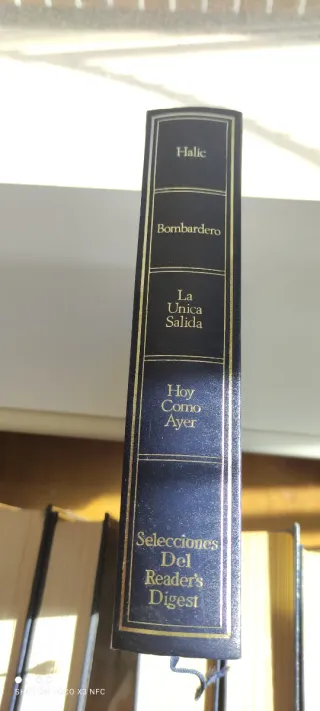 Halic
Bombardero
La
Unica
Salida
Hoy
Como
Ayer
Selecciones
Del
Reader's
Digest